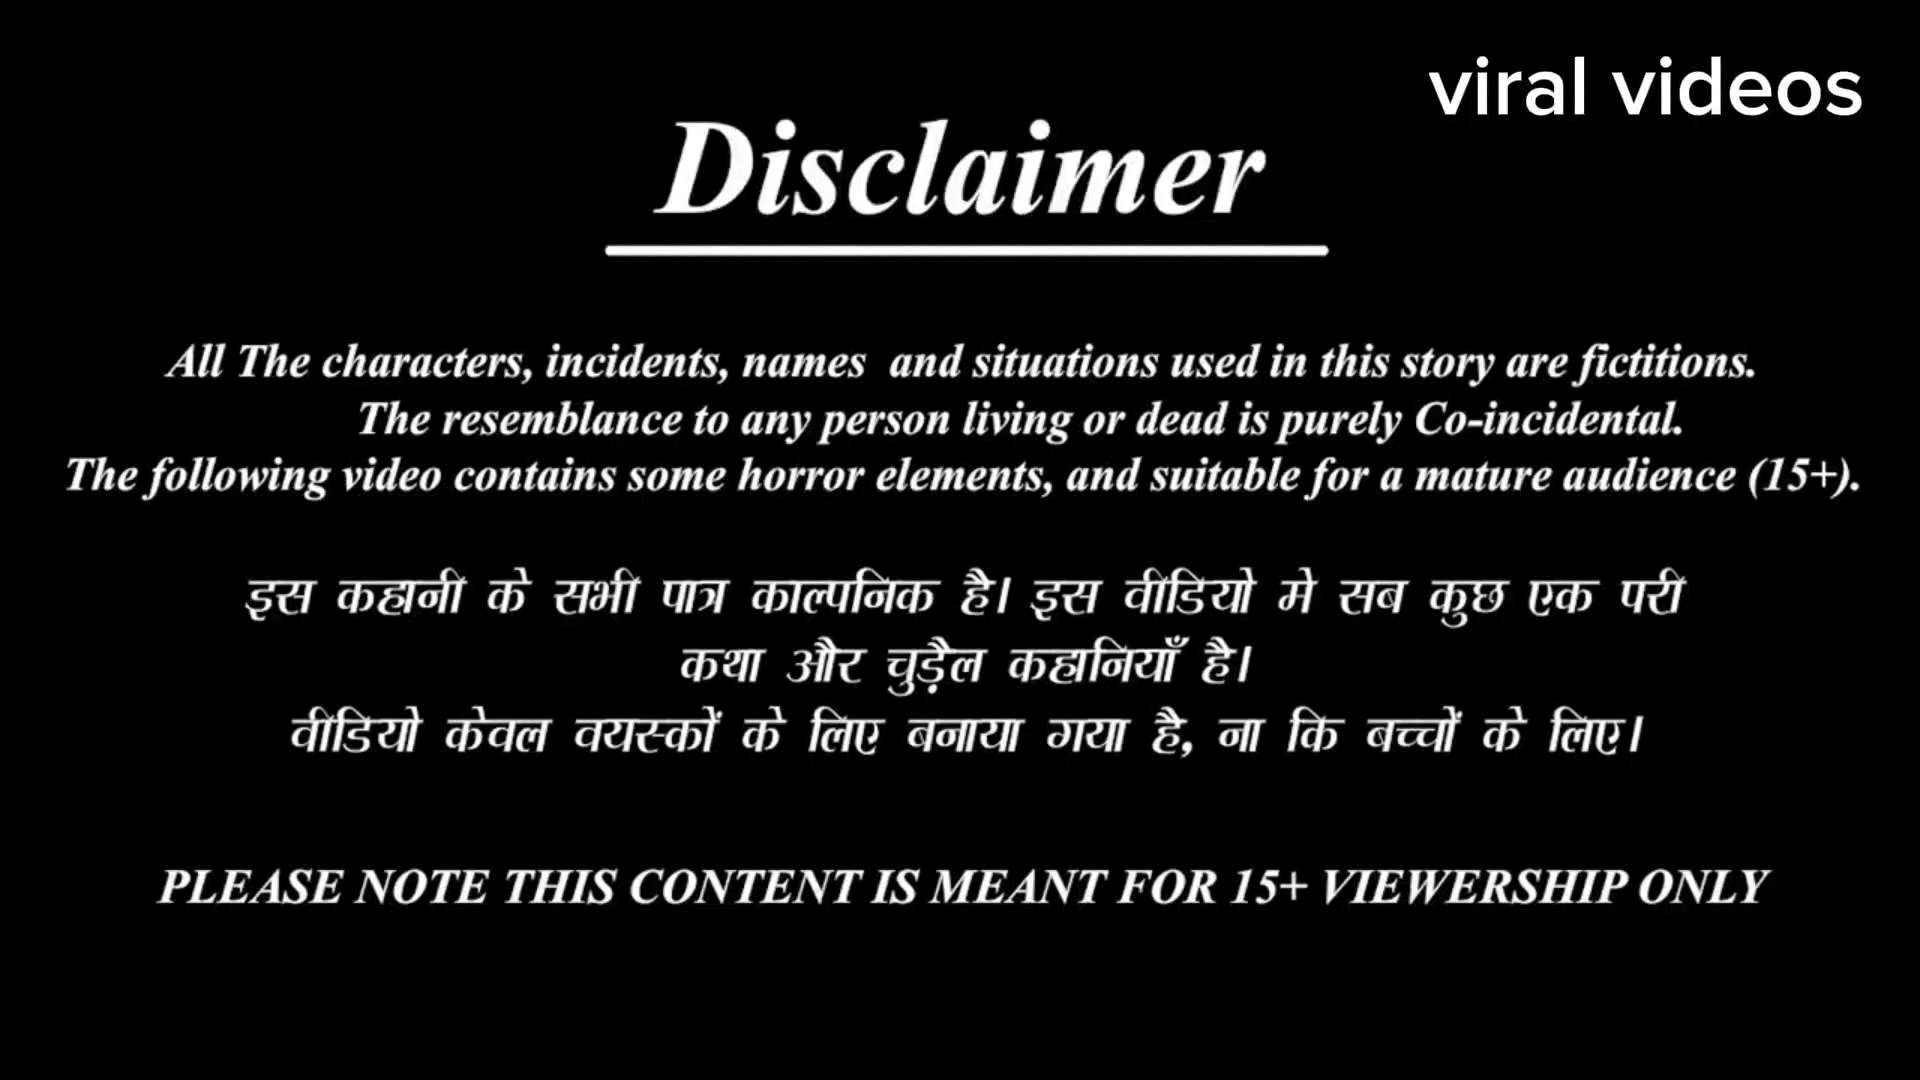 viral videos
Disclaimer
All The characters, incidents, names and situations used in this story are fictitions.
The resemblance to any person living or dead is purely Co-incidental.
The following video contains some horror elements, and suitable for a mature audience (15+).
इस कहानी के सभी पात्र काल्पनिक है। इस वीडियो मे सब कुछ एक परी
कथा और चुड़ैल कहानियाँ है।
वीडियो केवल वयस्कों के लिए बनाया गया है, ना कि बच्चों के लिए।
PLEASE NOTE THIS CONTENT IS MEANT FOR 15+ VIEWERSHIP ONLY